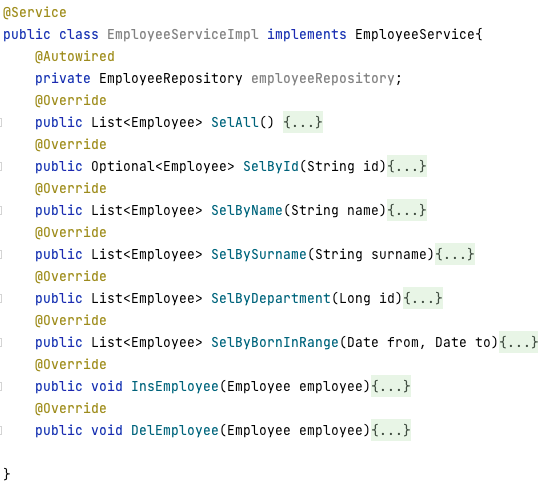 @Service
public class EmployeeServiceImpl implements EmployeeService{
    @Autowired
    private EmployeeRepository employeeRepository;
    @Override
    public List<Employee> SelAll() {...}
    @Override
    public Optional<Employee> SelById(String id){...}
    @Override
    public List<Employee> SelByName(String name){...}
    @Override
    public List<Employee> SelBySurname(String surname){...}
    @Override
    public List<Employee> SelByDepartment(Long id){...}
    @Override
    public List<Employee> SelByBornInRange(Date from, Date to){...}
    @Override
    public void InsEmployee(Employee employee){...}
    @Override
    public void DelEmployee(Employee employee){...}
}